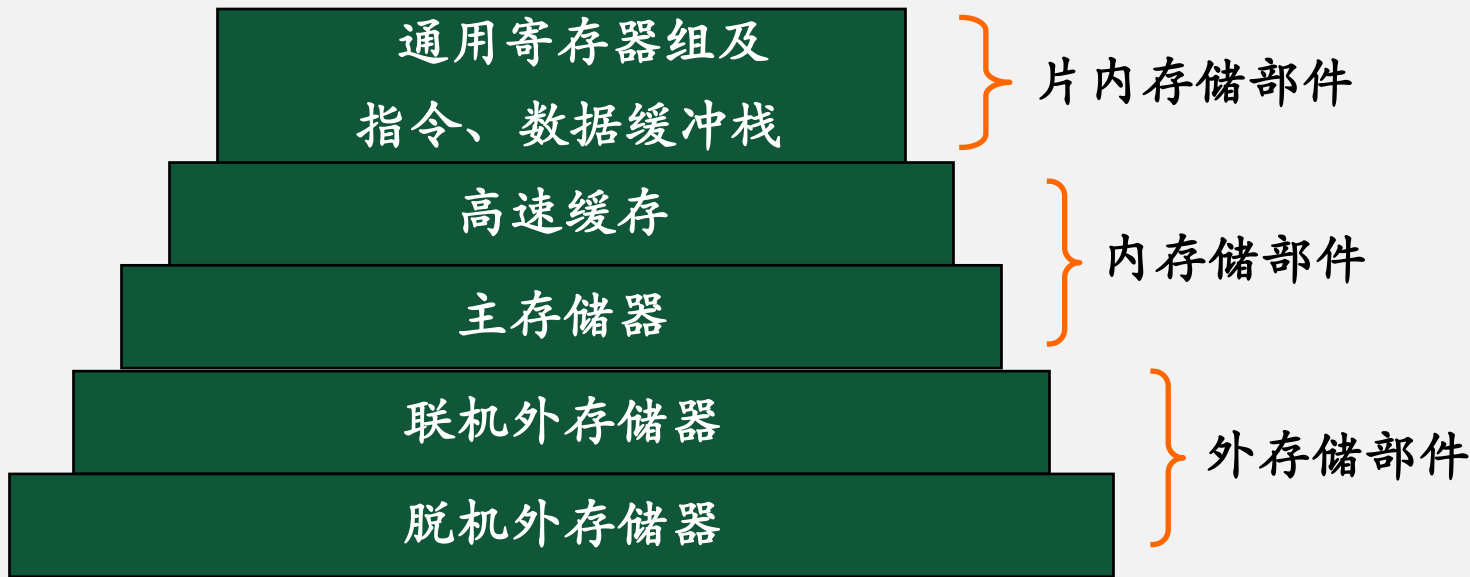 通用寄存器组及
指令、数据缓冲栈
片内存储部件
高速缓存
主存储器
内存储部件
联机外存储器
脱机外存储器
外存储部件